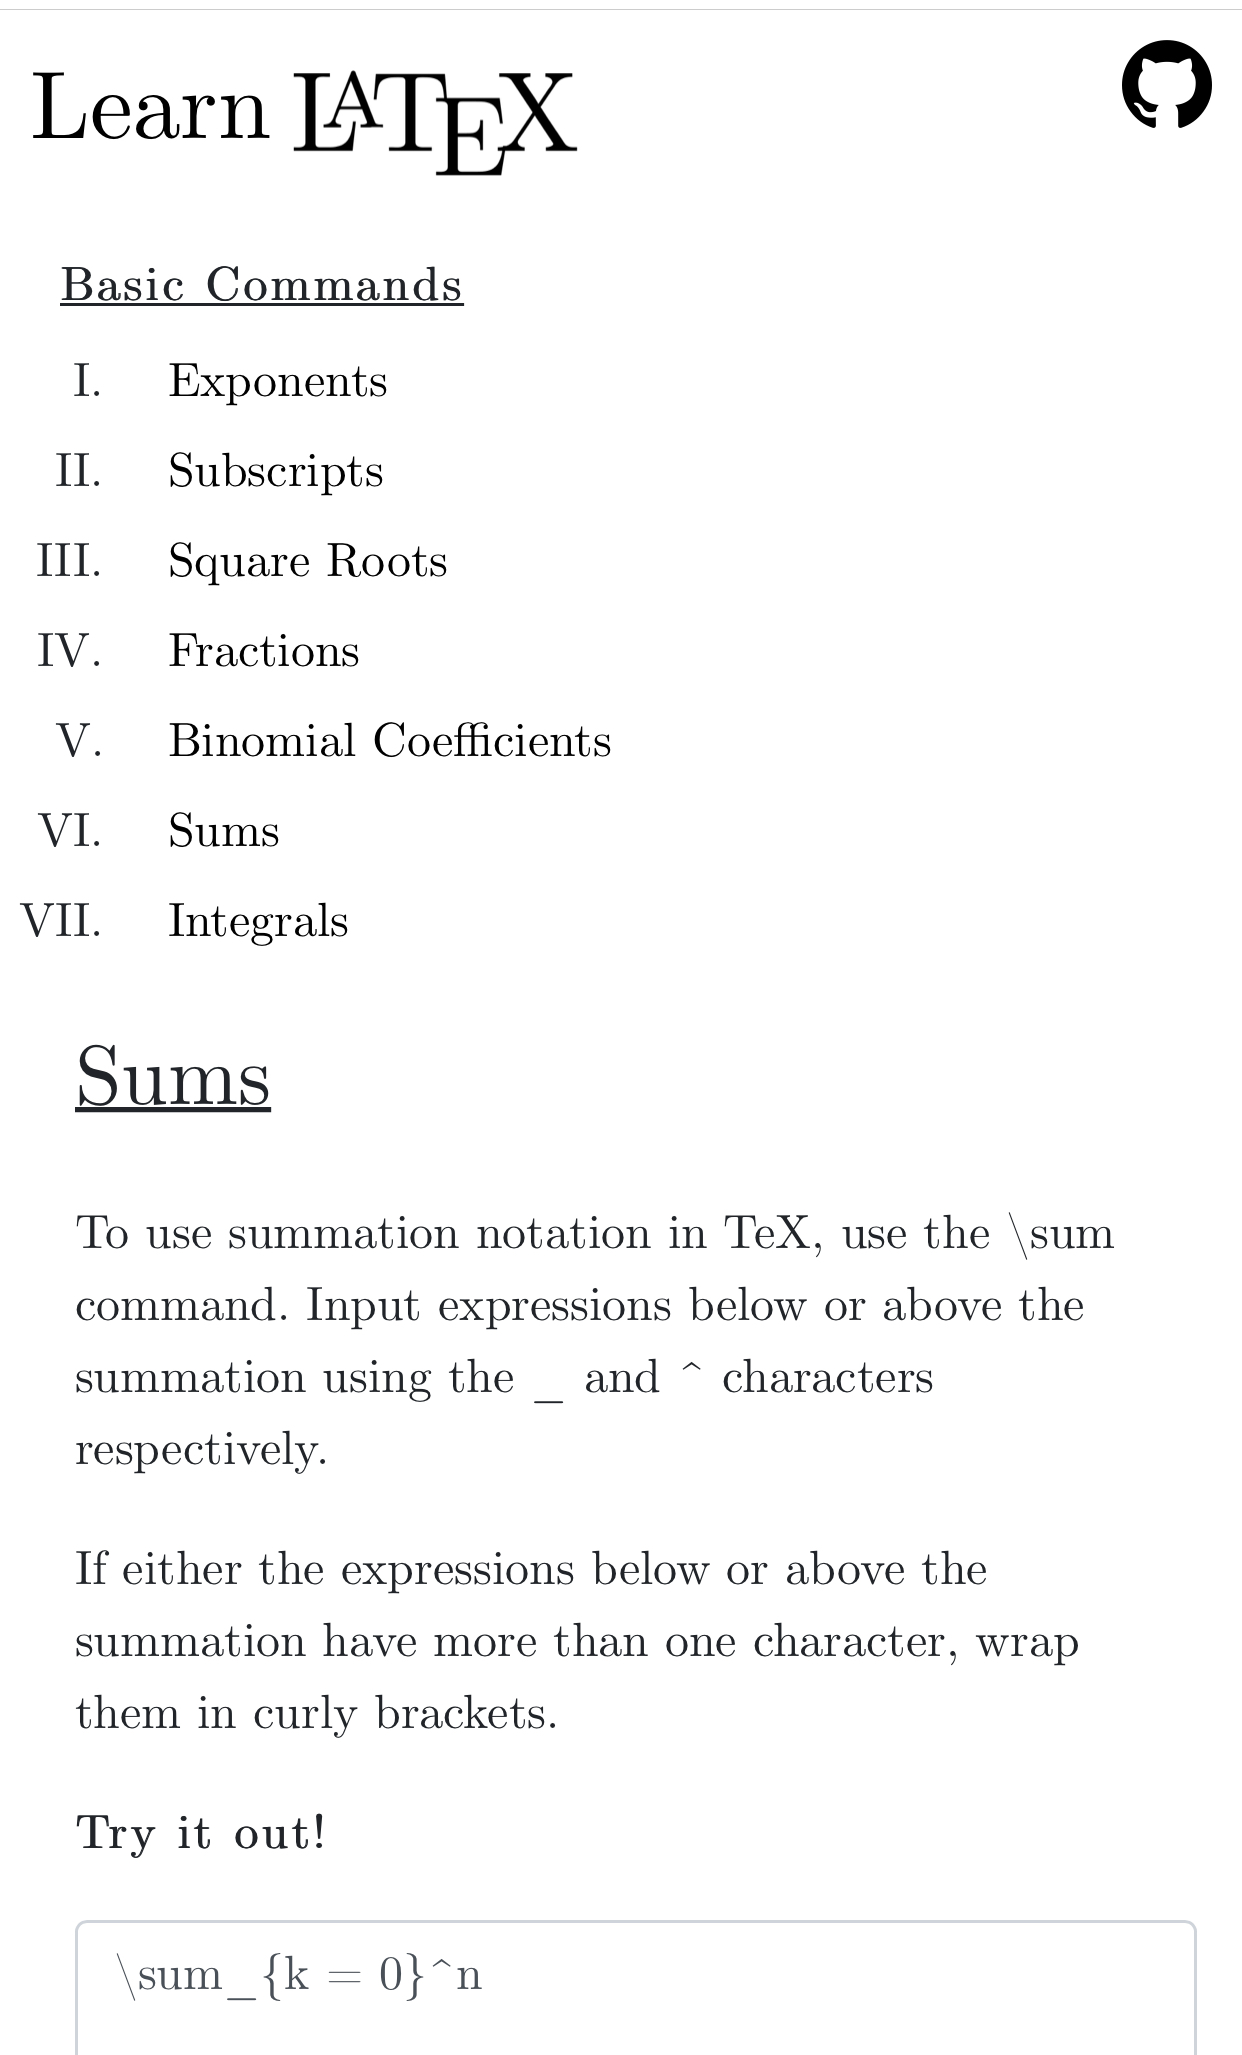 Learn LATEX
Basic Commands
I. Exponents
II. Subscripts
III. Square Roots
IV. Fractions
V. Binomial Coefficients
VI. Sums
VII. Integrals
Sums
To use summation notation in TeX, use the \sum
command. Input expressions below or above the
summation using the _ and ^ characters
respectively.
If either the expressions below or above the
summation have more than one character, wrap
them in curly brackets.
Try it out!
\sum_{k = 0}^n